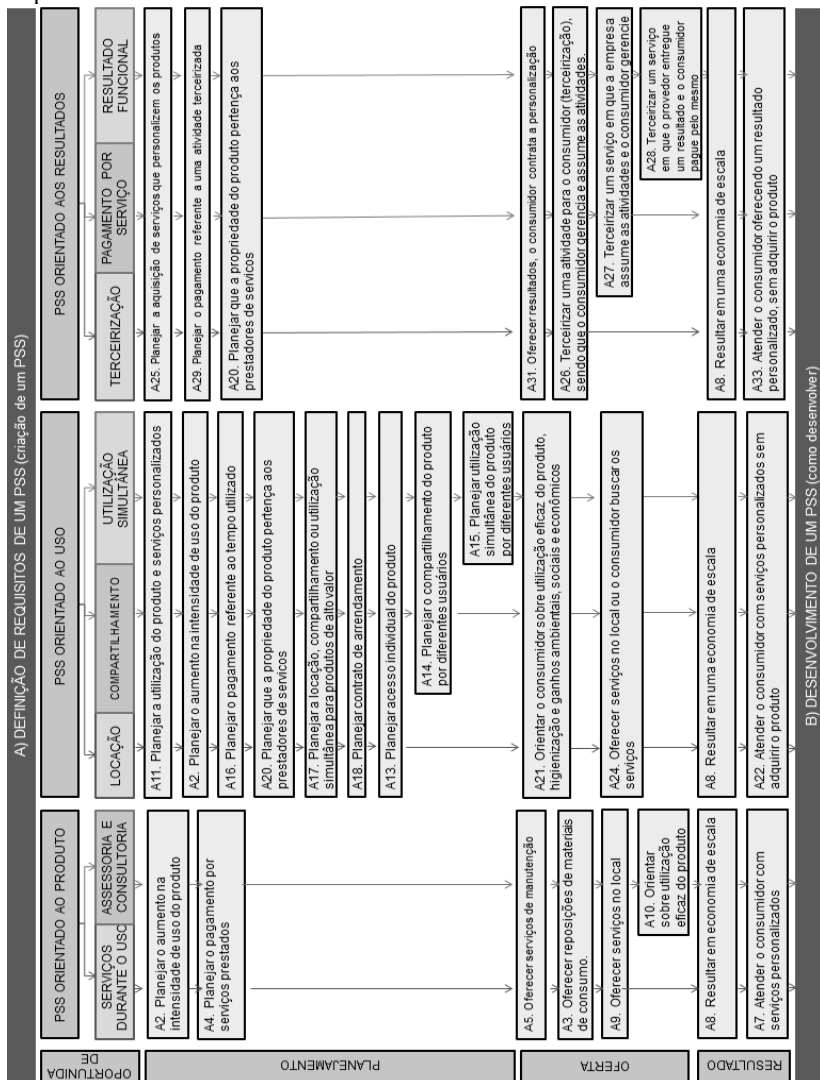 A) DEFINIÇÃO DE REQUISITOS DE UM PSS (criação de um PSS)
OPORTUNIDA
DE
PSS ORIENTADO AO PRODUTO
SERVIÇOS
DURANTE O USO
ASSESSORIA E
CONSULTORIA
PSS ORIENTADO AO USO
LOCAÇÃO
COMPARTILHAMENTO
UTILIZAÇÃO
SIMULTÂNEA
PSS ORIENTADO AOS RESULTADOS
TERCEIRIZAÇÃO
PAGAMENTO POR
SERVIÇO
RESULTADO
FUNCIONAL
PLANEJAMENTO
A2. Planejar o aumento na
intensidade de uso do produto
A4. Planejar o pagamento por
serviços prestados
A11. Planejar a utilização do produto e serviços personalizados
A2. Planejar o aumento na intensidade de uso do produto
A16. Planejar o pagamento referente ao tempo utilizado
A20. Planejar que a propriedade do produto pertença aos
prestadores de servicos
A17. Planejar a locação, compartilhamento ou utilização
simultânea para produtos de alto valor
A18. Planejar contrato de arrendamento
A13. Planejar acesso individual do produto
A14. Planejar o compartilhamento do produto
por diferentes usuários
A15. Planejar utilização
simultânea do produto
por diferentes usuários
A25. Planejar a aquisição de serviços que personalizem os produtos
A29. Planejar o pagamento referente a uma atividade terceirizada
A20. Planejar que a propriedade do produto pertença aos
prestadores de servicos
OFERTA
A5. Oferecer serviços de manutenção
A3. Oferecer reposições de materiais
de consumo.
A9. Oferecer serviços no local
A10. Orientar
sobre utilização
eficaz do produto
A21. Orientar o consumidor sobre utilização eficaz do produto,
higienização e ganhos ambientais, sociais e econômicos
A24. Oferecer serviços no local ou o consumidor buscar os
serviços
A31. Oferecer resultados, o consumidor contrata a personalização
A26. Terceirizar uma atividade para o consumidor (terceirização),
sendo que o consumidor gerencia e assume as atividades.
A27. Terceirizar um serviço em que a empresa
assume as atividades e o consumidor gerencie
A28. Terceirizar um serviço
em que o provedor entregue
um resultado e o consumidor
pague pelo mesmo
RESULTADO
A8. Resultar em economia de escala
A7. Atender o consumidor com
serviços personalizados
A8. Resultar em uma economia de escala
A22. Atender o consumidor com serviços personalizados sem
adquirir o produto
A8. Resultar em uma economia de escala
A33. Atender o consumidor oferecendo um resultado
personalizado, sem adquirir o produto
B) DESENVOLVIMENTO DE UM PSS (como desenvolver)